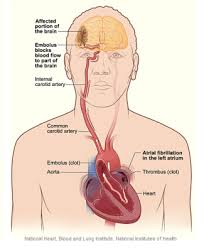 Affected
portion of
the brain
Embolus
blocks
blood flow
to part of
the brain
Internal
carotid artery
Common
carotid artery
Atrial fibrillation
in the left atrium
Embolus (clot)
Aorta
Thrombus (clot)
Heart
National Heart, Blood and Lung Institute, National Institutes of Health